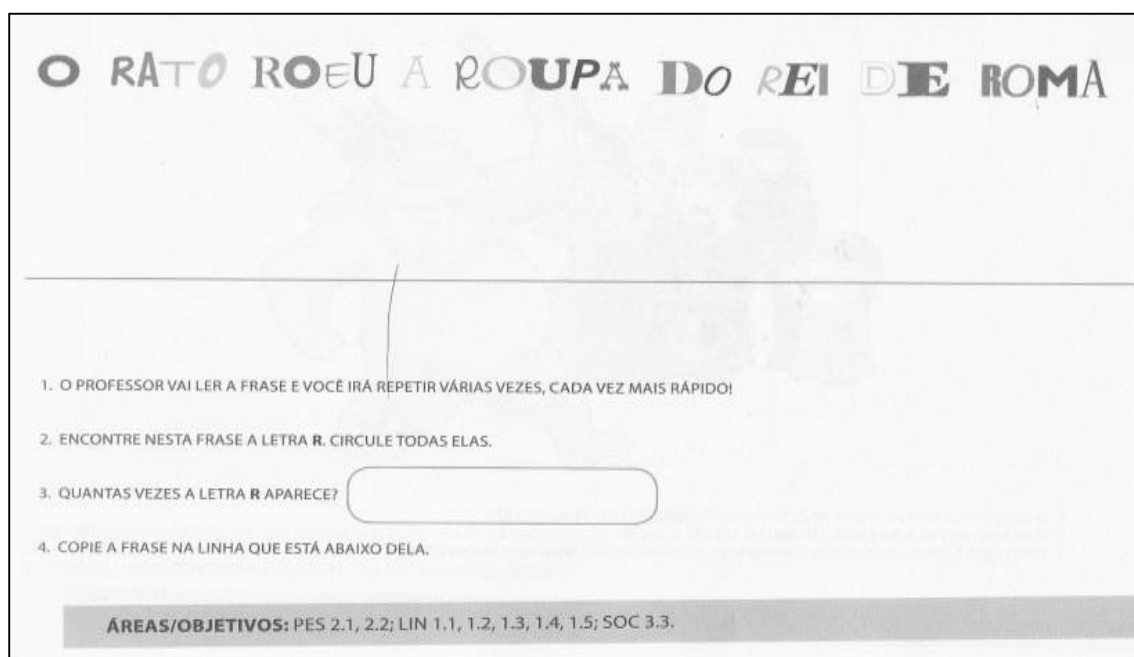 O RATO ROEU A ROUPA DO REI DE ROMA
1. O PROFESSOR VAI LER A FRASE E VOCÊ IRÁ REPETIR VÁRIAS VEZES, CADA VEZ MAIS RÁPIDO!
2. ENCONTRE NESTA FRASE A LETRA R. CIRCULE TODAS ELAS.
3. QUANTAS VEZES A LETRA R APARECE?
4. COPIE A FRASE NA LINHA QUE ESTÁ ABAIXO DELA.
ÁREAS/OBJETIVOS: PES 2.1, 2.2; LIN 1.1, 1.2, 1.3, 1.4, 1.5; SOC 3.3.